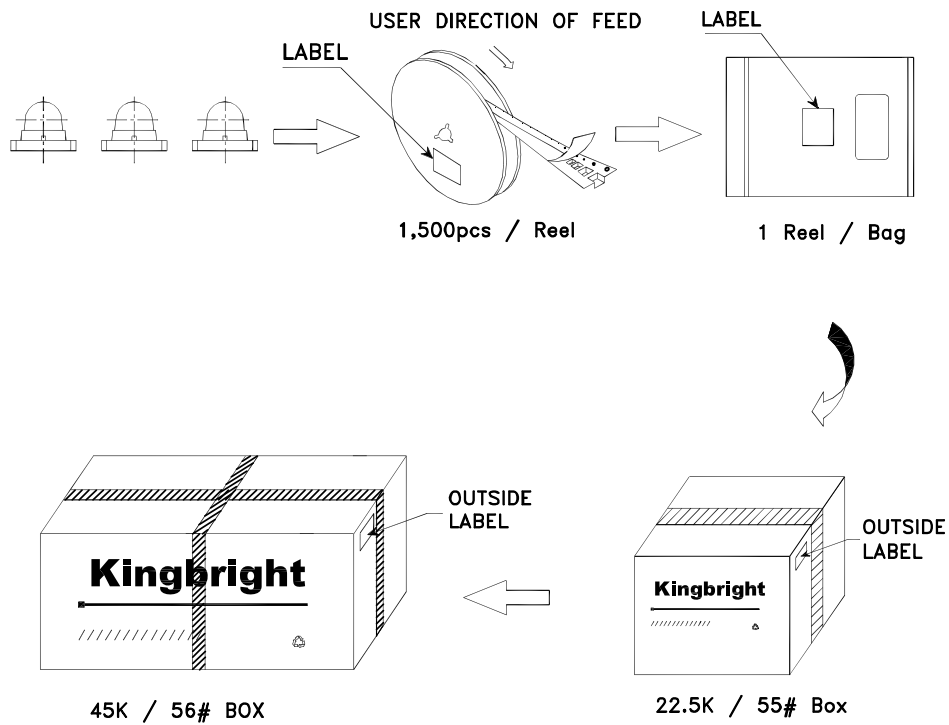 USER DIRECTION OF FEED
LABEL
LABEL
1,500pcs / Reel
1 Reel / Bag
OUTSIDE
LABEL
Kingbright
45K / 56# BOX
OUTSIDE
LABEL
Kingbright
22.5K / 55# Box